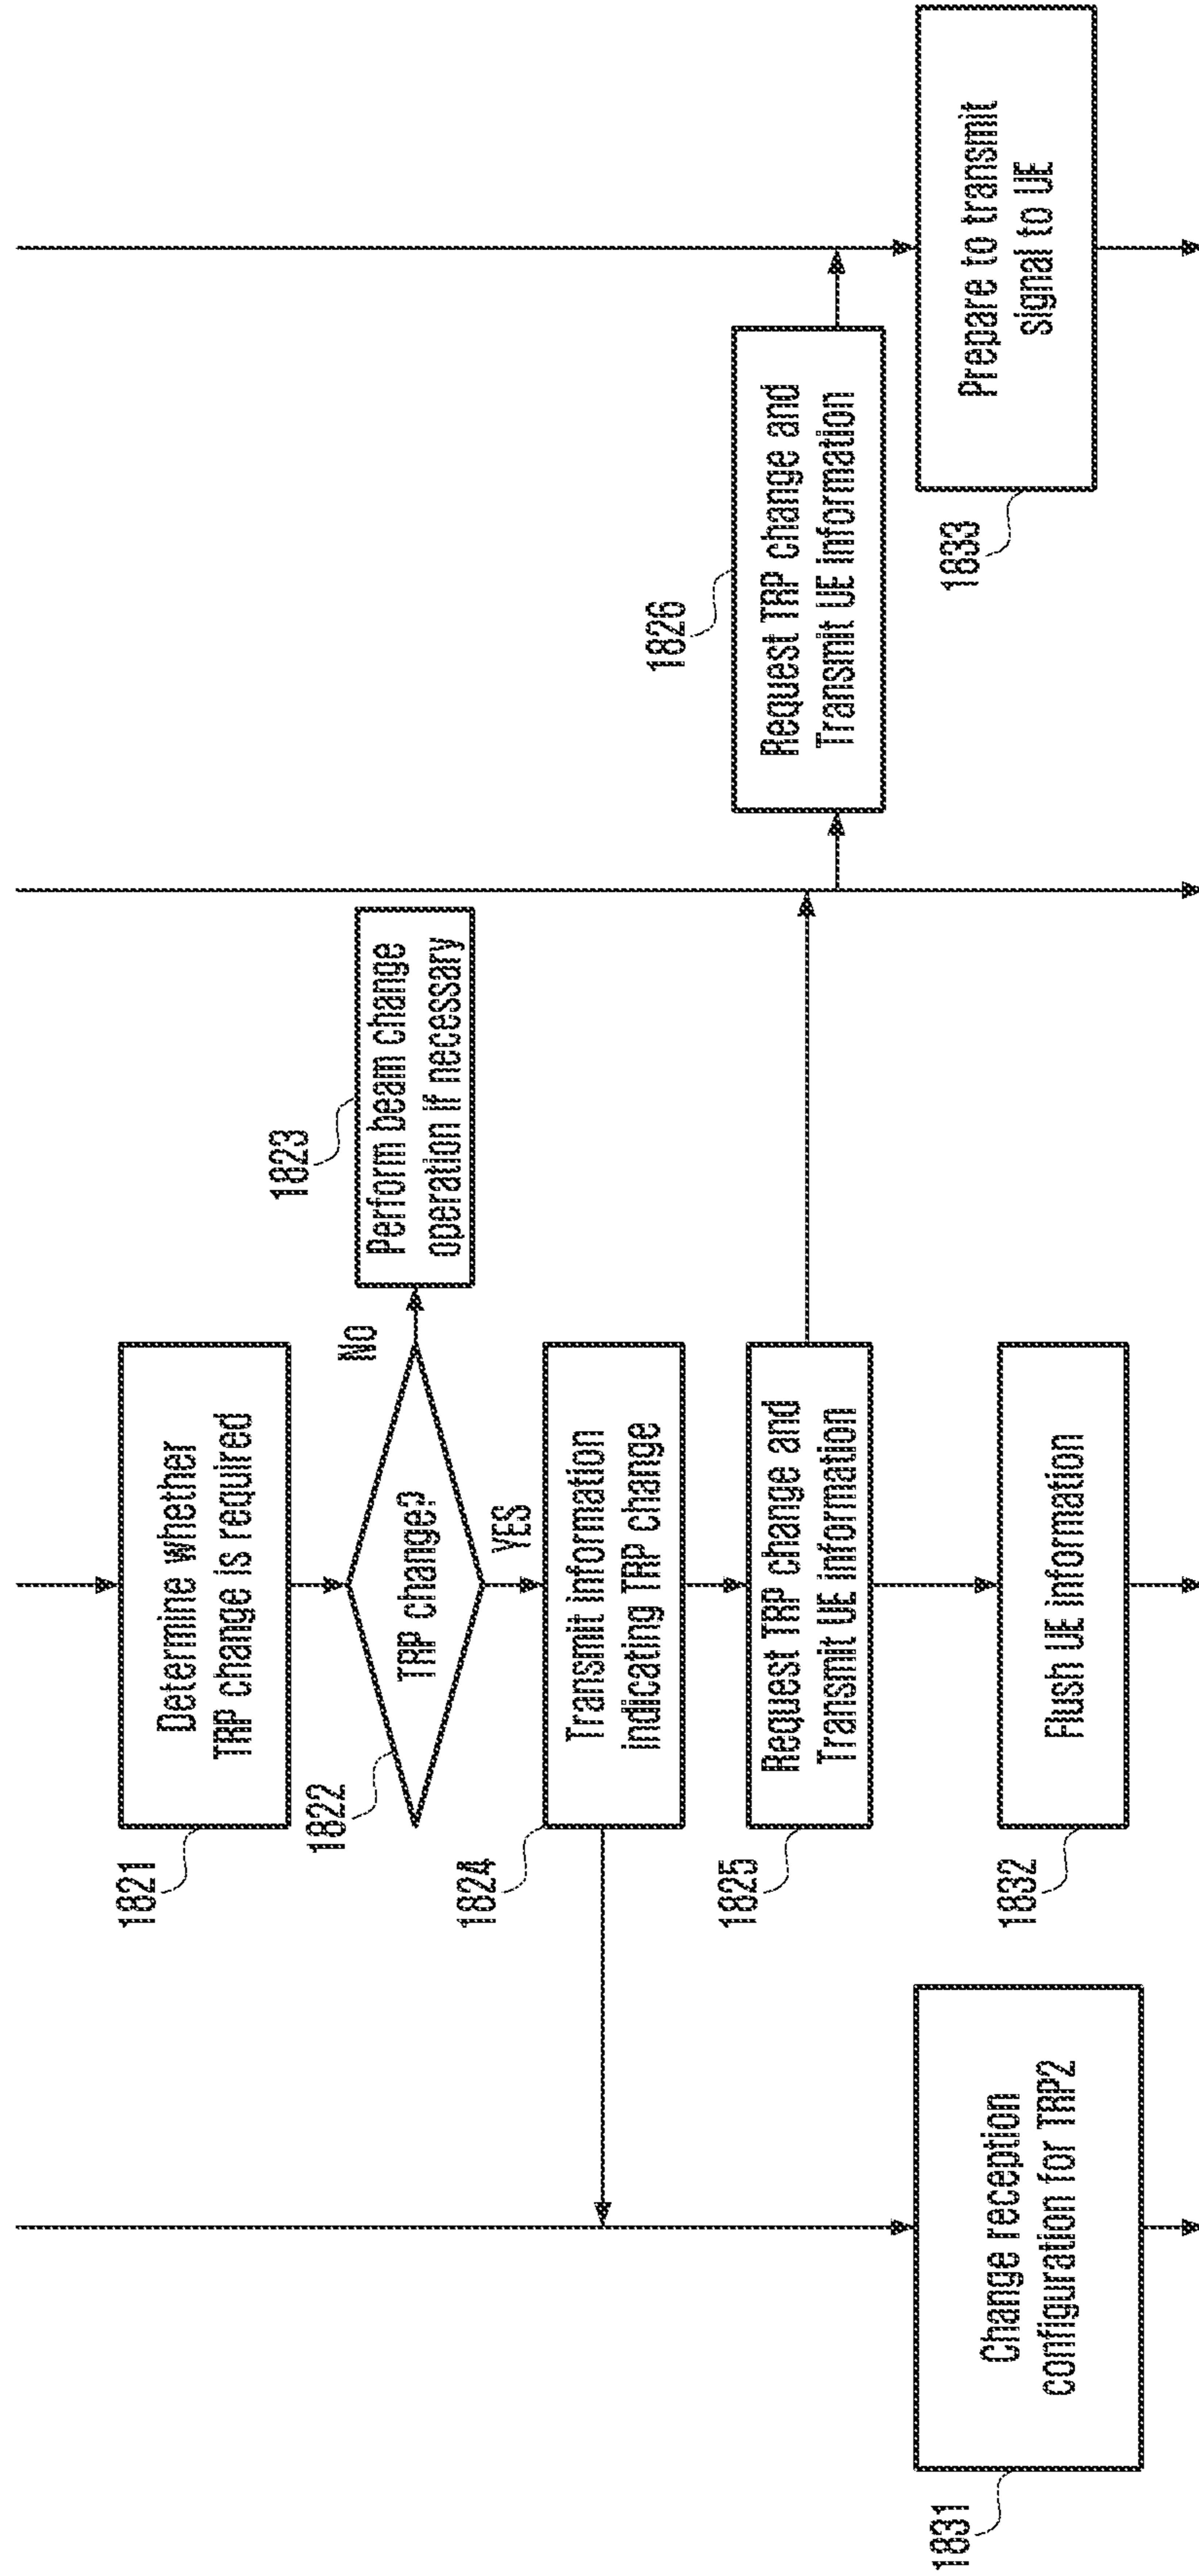 1821
Determine whether
TRP change is required
1822
TRP change?
No
YES
1823
Perform beam change
operation if necessary
1824
Transmit information
indicating TRP change
1825
Request TRP change and
Transmit UE information
1826
Request TRP change and
Transmit UE information
1831
Change reception
configuration for TRP2
1832
Flush UE information
1833
Prepare to transmit
signal to UE